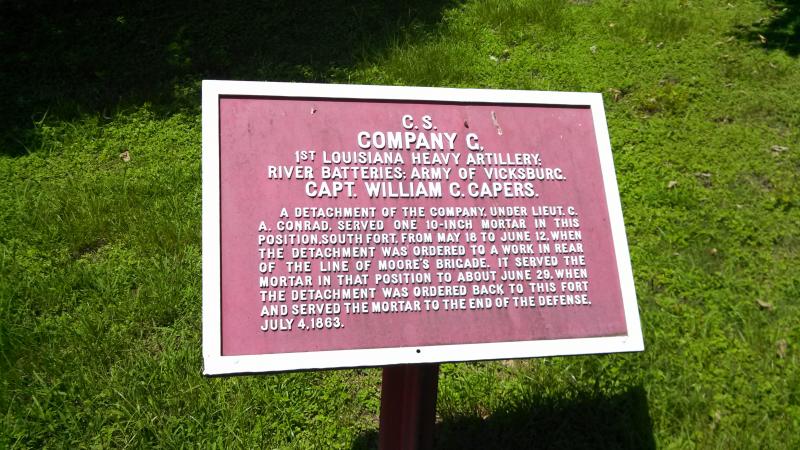 C. S.
COMPANY G,
1ST LOUISIANA HEAVY ARTILLERY;
RIVER BATTERIES; ARMY OF VICKSBURG.
CAPT. WILLIAM C. CAPERS.
A DETACHMENT OF THE COMPANY, UNDER LIEUT. C.
A. CONRAD, SERVED ONE 10-INCH MORTAR IN THIS
POSITION, SOUTH FORT, FROM MAY 18 TO JUNE 12, WHEN
THE DETACHMENT WAS ORDERED TO A WORK IN REAR
OF THE LINE OF MOORE'S BRIGADE. IT SERVED THE
MORTAR IN THAT POSITION TO ABOUT JUNE 29, WHEN
THE DETACHMENT WAS ORDERED BACK TO THIS FORT
AND SERVED THE MORTAR TO THE END OF THE DEFENSE,
JULY 4, 1863.